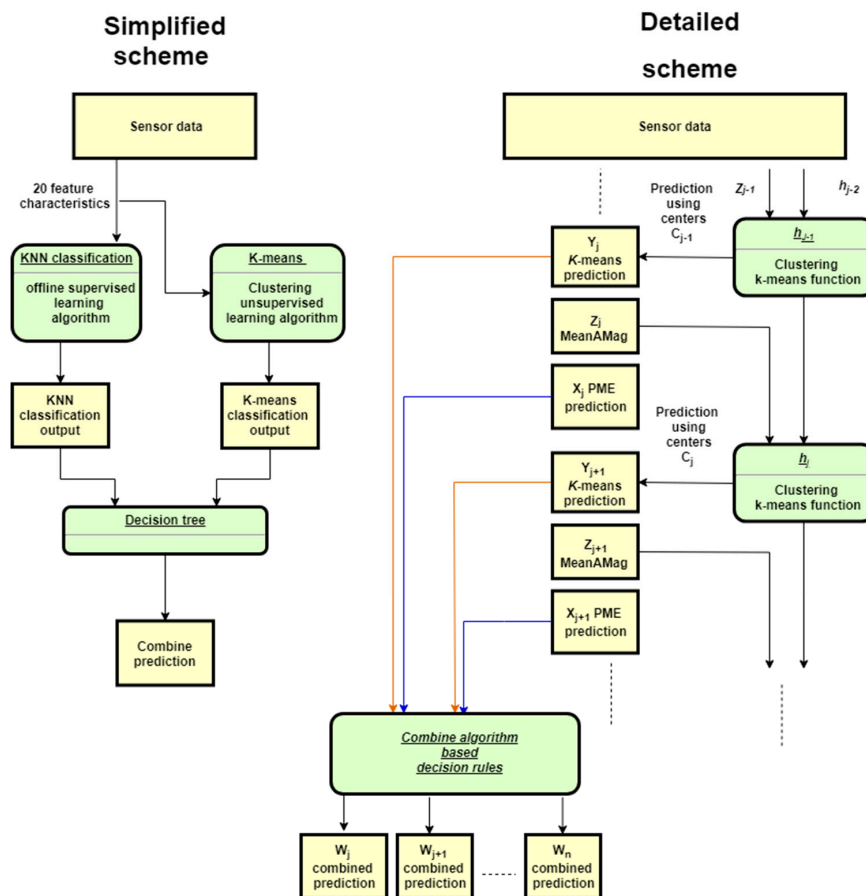 Simplified
scheme
Sensor data
20 feature
characteristics
KNN classification
offline supervised
learning
algorithm
K-means
Clustering
unsupervised
learning algorithm
KNN
classification
output
K-means
classification
output
Decision tree
Combine
prediction
Detailed
scheme
Sensor data
Zj-1
hj-2
Prediction
using
centers
Cj-1
Yj
K-means
prediction
hj-1
Clustering
k-means function
Zj
MeanAMag
Xj PME
prediction
Prediction
using
centers
Cj
Yj+1
K-means
prediction
hj
Clustering
k-means function
Zj+1
MeanAMag
Xj+1 PME
prediction
Combine algorithm
based
decision rules
Wj
combined
prediction
Wj+1
combined
prediction
Wn
combined
prediction